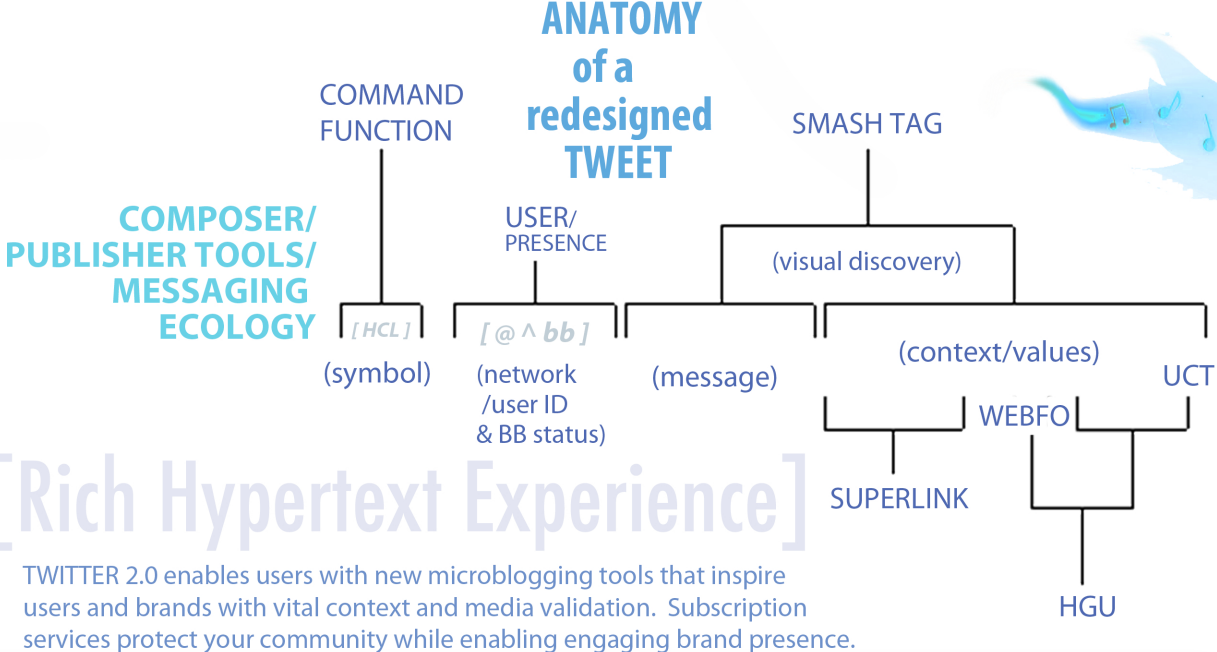 ANATOMY
of a
redesigned
TWEET
COMMAND
FUNCTION
SMASH TAG
COMPOSER/
PUBLISHER TOOLS/
MESSAGING
ECOLOGY
USER/
PRESENCE
(visual discovery)
[ HCL ]
[ @ ^ bb ]
(symbol)
(network
/user ID
& BB status)
(message)
(context/values)
UCT
WEBFO
SUPERLINK
HGU
[Rich Hypertext Experience]
TWITTER 2.0 enables users with new microblogging tools that inspire
users and brands with vital context and media validation.  Subscription
services protect your community while enabling engaging brand presence.